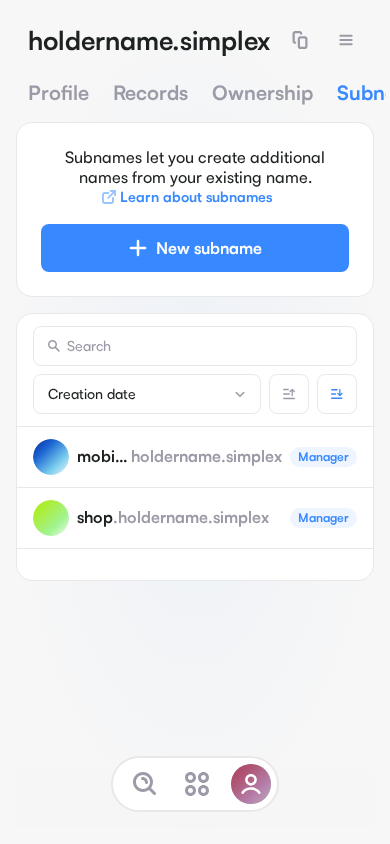 holdername.simplex
Profile Records Ownership Subn
Subnames let you create additional
names from your existing name.
Learn about subnames
New subname
Search
Creation date
mobi... holdername.simplex Manager
shop.holdername.simplex Manager